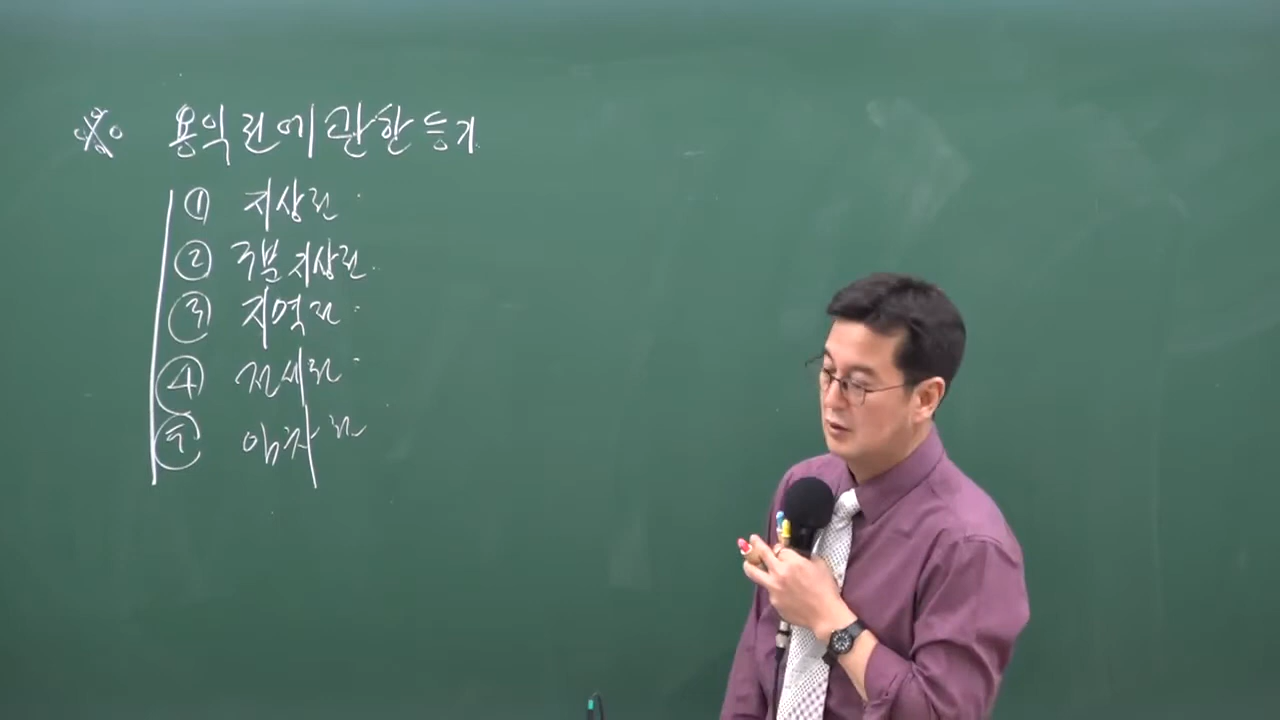 ※ 용익권에 관한 등기
① 지상권
② 구분지상권
③ 지역권
④ 전세권
⑤ 임차권